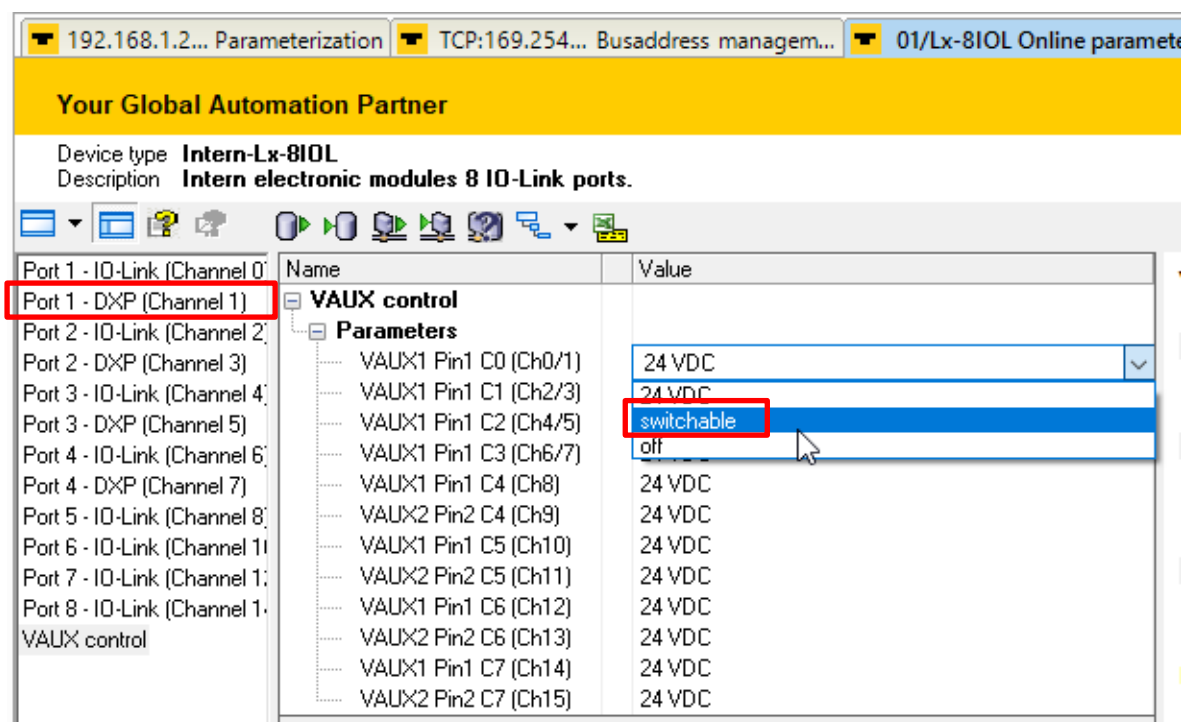 192.168.1.2... Parameterization TCP:169.254... Busaddress managem... 01/Lx-8IOL Online paramete
Your Global Automation Partner
Device type Intern-Lx-8IOL
Description Intern electronic modules 8 IO-Link ports.
Port 1 - IO-Link (Channel 0) Name Value
Port 1 - DXP (Channel 1) VAUX control
Port 2 - IO-Link (Channel 2) Parameters
Port 2 - DXP (Channel 3) VAUX1 Pin1 C0 (Ch0/1) 24 VDC
Port 3 - IO-Link (Channel 4) VAUX1 Pin1 C1 (Ch2/3) 24 VDC
Port 3 - DXP (Channel 5) VAUX1 Pin1 C2 (Ch4/5) switchable
Port 4 - IO-Link (Channel 6) VAUX1 Pin1 C3 (Ch6/7) off
Port 4 - DXP (Channel 7) VAUX1 Pin1 C4 (Ch8) 24 VDC
Port 5 - IO-Link (Channel 8) VAUX2 Pin2 C4 (Ch9) 24 VDC
Port 6 - IO-Link (Channel 1 VAUX1 Pin1 C5 (Ch10) 24 VDC
Port 7 - IO-Link (Channel 1 VAUX2 Pin2 C5 (Ch11) 24 VDC
Port 8 - IO-Link (Channel 1 VAUX1 Pin1 C6 (Ch12) 24 VDC
VAUX control VAUX2 Pin2 C6 (Ch13) 24 VDC
VAUX1 Pin1 C7 (Ch14) 24 VDC
VAUX2 Pin2 C7 (Ch15) 24 VDC